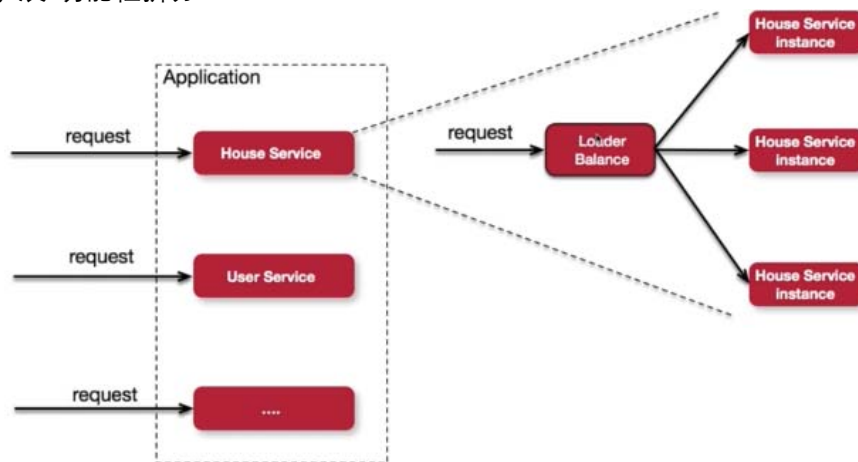 Application
request
House Service
request
User Service
request
....
request
Loader
Balance
House Service
instance
House Service
instance
House Service
instance